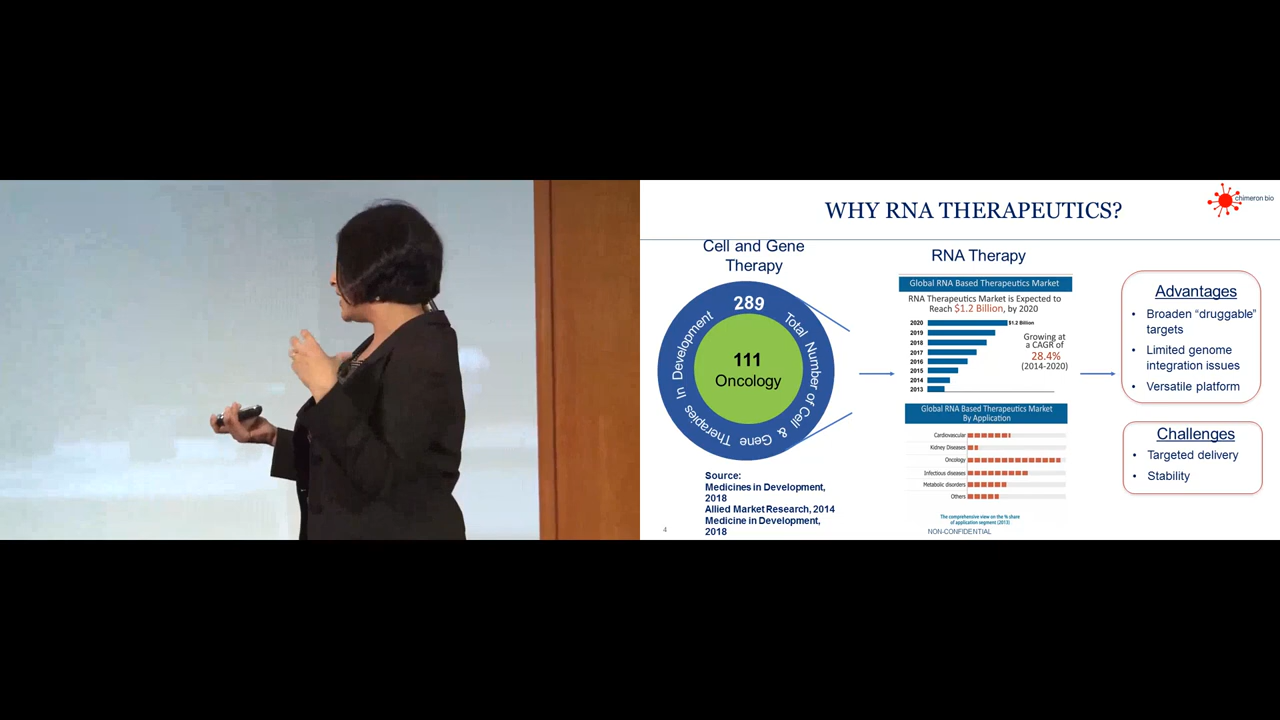 WHY RNA THERAPEUTICS?
chimeron bio
Cell and Gene
Therapy
289
Total Number of Cell & Gene Therapies In Development
111
Oncology
Source:
Medicines in Development,
2018
Allied Market Research, 2014
Medicine in Development,
2018
4
RNA Therapy
Global RNA Based Therapeutics Market
RNA Therapeutics Market is Expected to
Reach $1.2 Billion, by 2020
2020
$1.2 Billion
2019
2018
2017
2016
2015
2014
2013
Growing at
a CAGR of
28.4%
(2014-2020)
Global RNA Based Therapeutics Market
By Application
Cardiovascular
Kidney Diseases
Oncology
Infectious diseases
Metabolic disorders
Others
The comprehensive view on the % share
of application segment (2013)
NON-CONFIDENTIAL
Advantages
• Broaden “druggable”
targets
• Limited genome
integration issues
• Versatile platform
Challenges
• Targeted delivery
• Stability